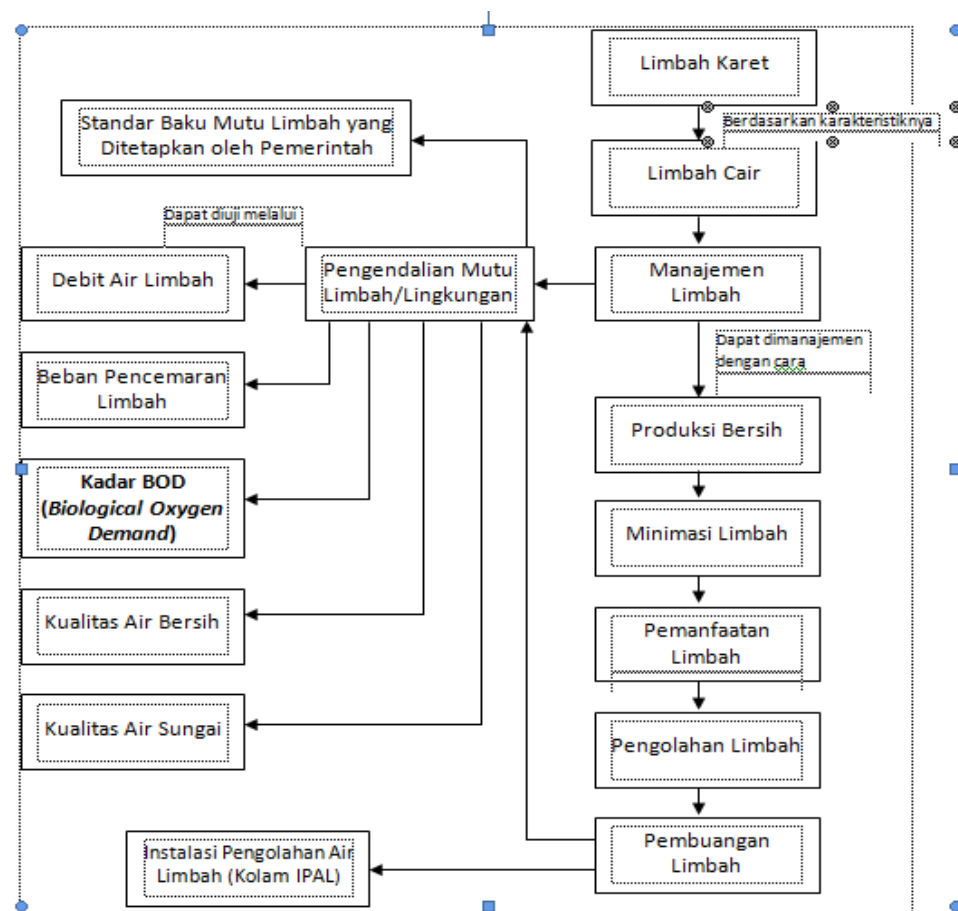 Limbah Karet
Berdasarkan karakteristiknya
Standar Baku Mutu Limbah yang
Ditetapkan oleh Pemerintah
Limbah Cair
Dapat diuji melalui
Debit Air Limbah
Pengendalian Mutu
Limbah/Lingkungan
Manajemen
Limbah
Dapat dimanajemen
dengan cara
Beban Pencemaran
Limbah
Produksi Bersih
Kadar BOD
(Biological Oxygen
Demand)
Minimasi Limbah
Kualitas Air Bersih
Pemanfaatan
Limbah
Kualitas Air Sungai
Pengolahan Limbah
Instalasi Pengolahan Air
Limbah (Kolam IPAL)
Pembuangan
Limbah